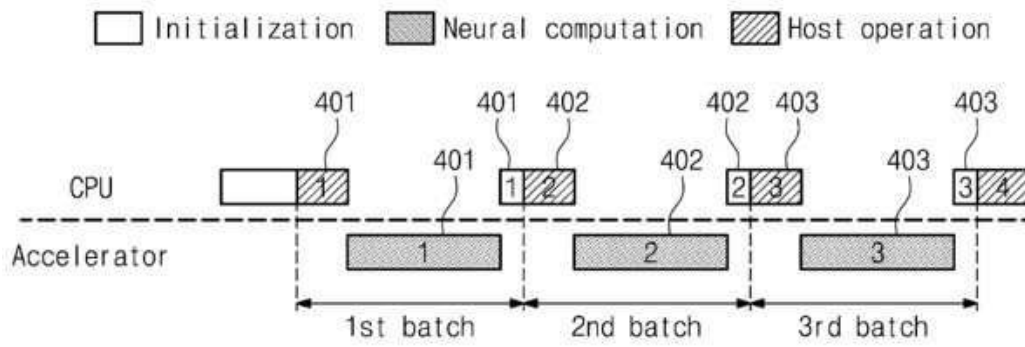 Initialization Neural computation Host operation
401 401 402 402 403 403
401 402 403
CPU 1 1 2 2 3 3 4
Accelerator 1 2 3
1st batch 2nd batch 3rd batch